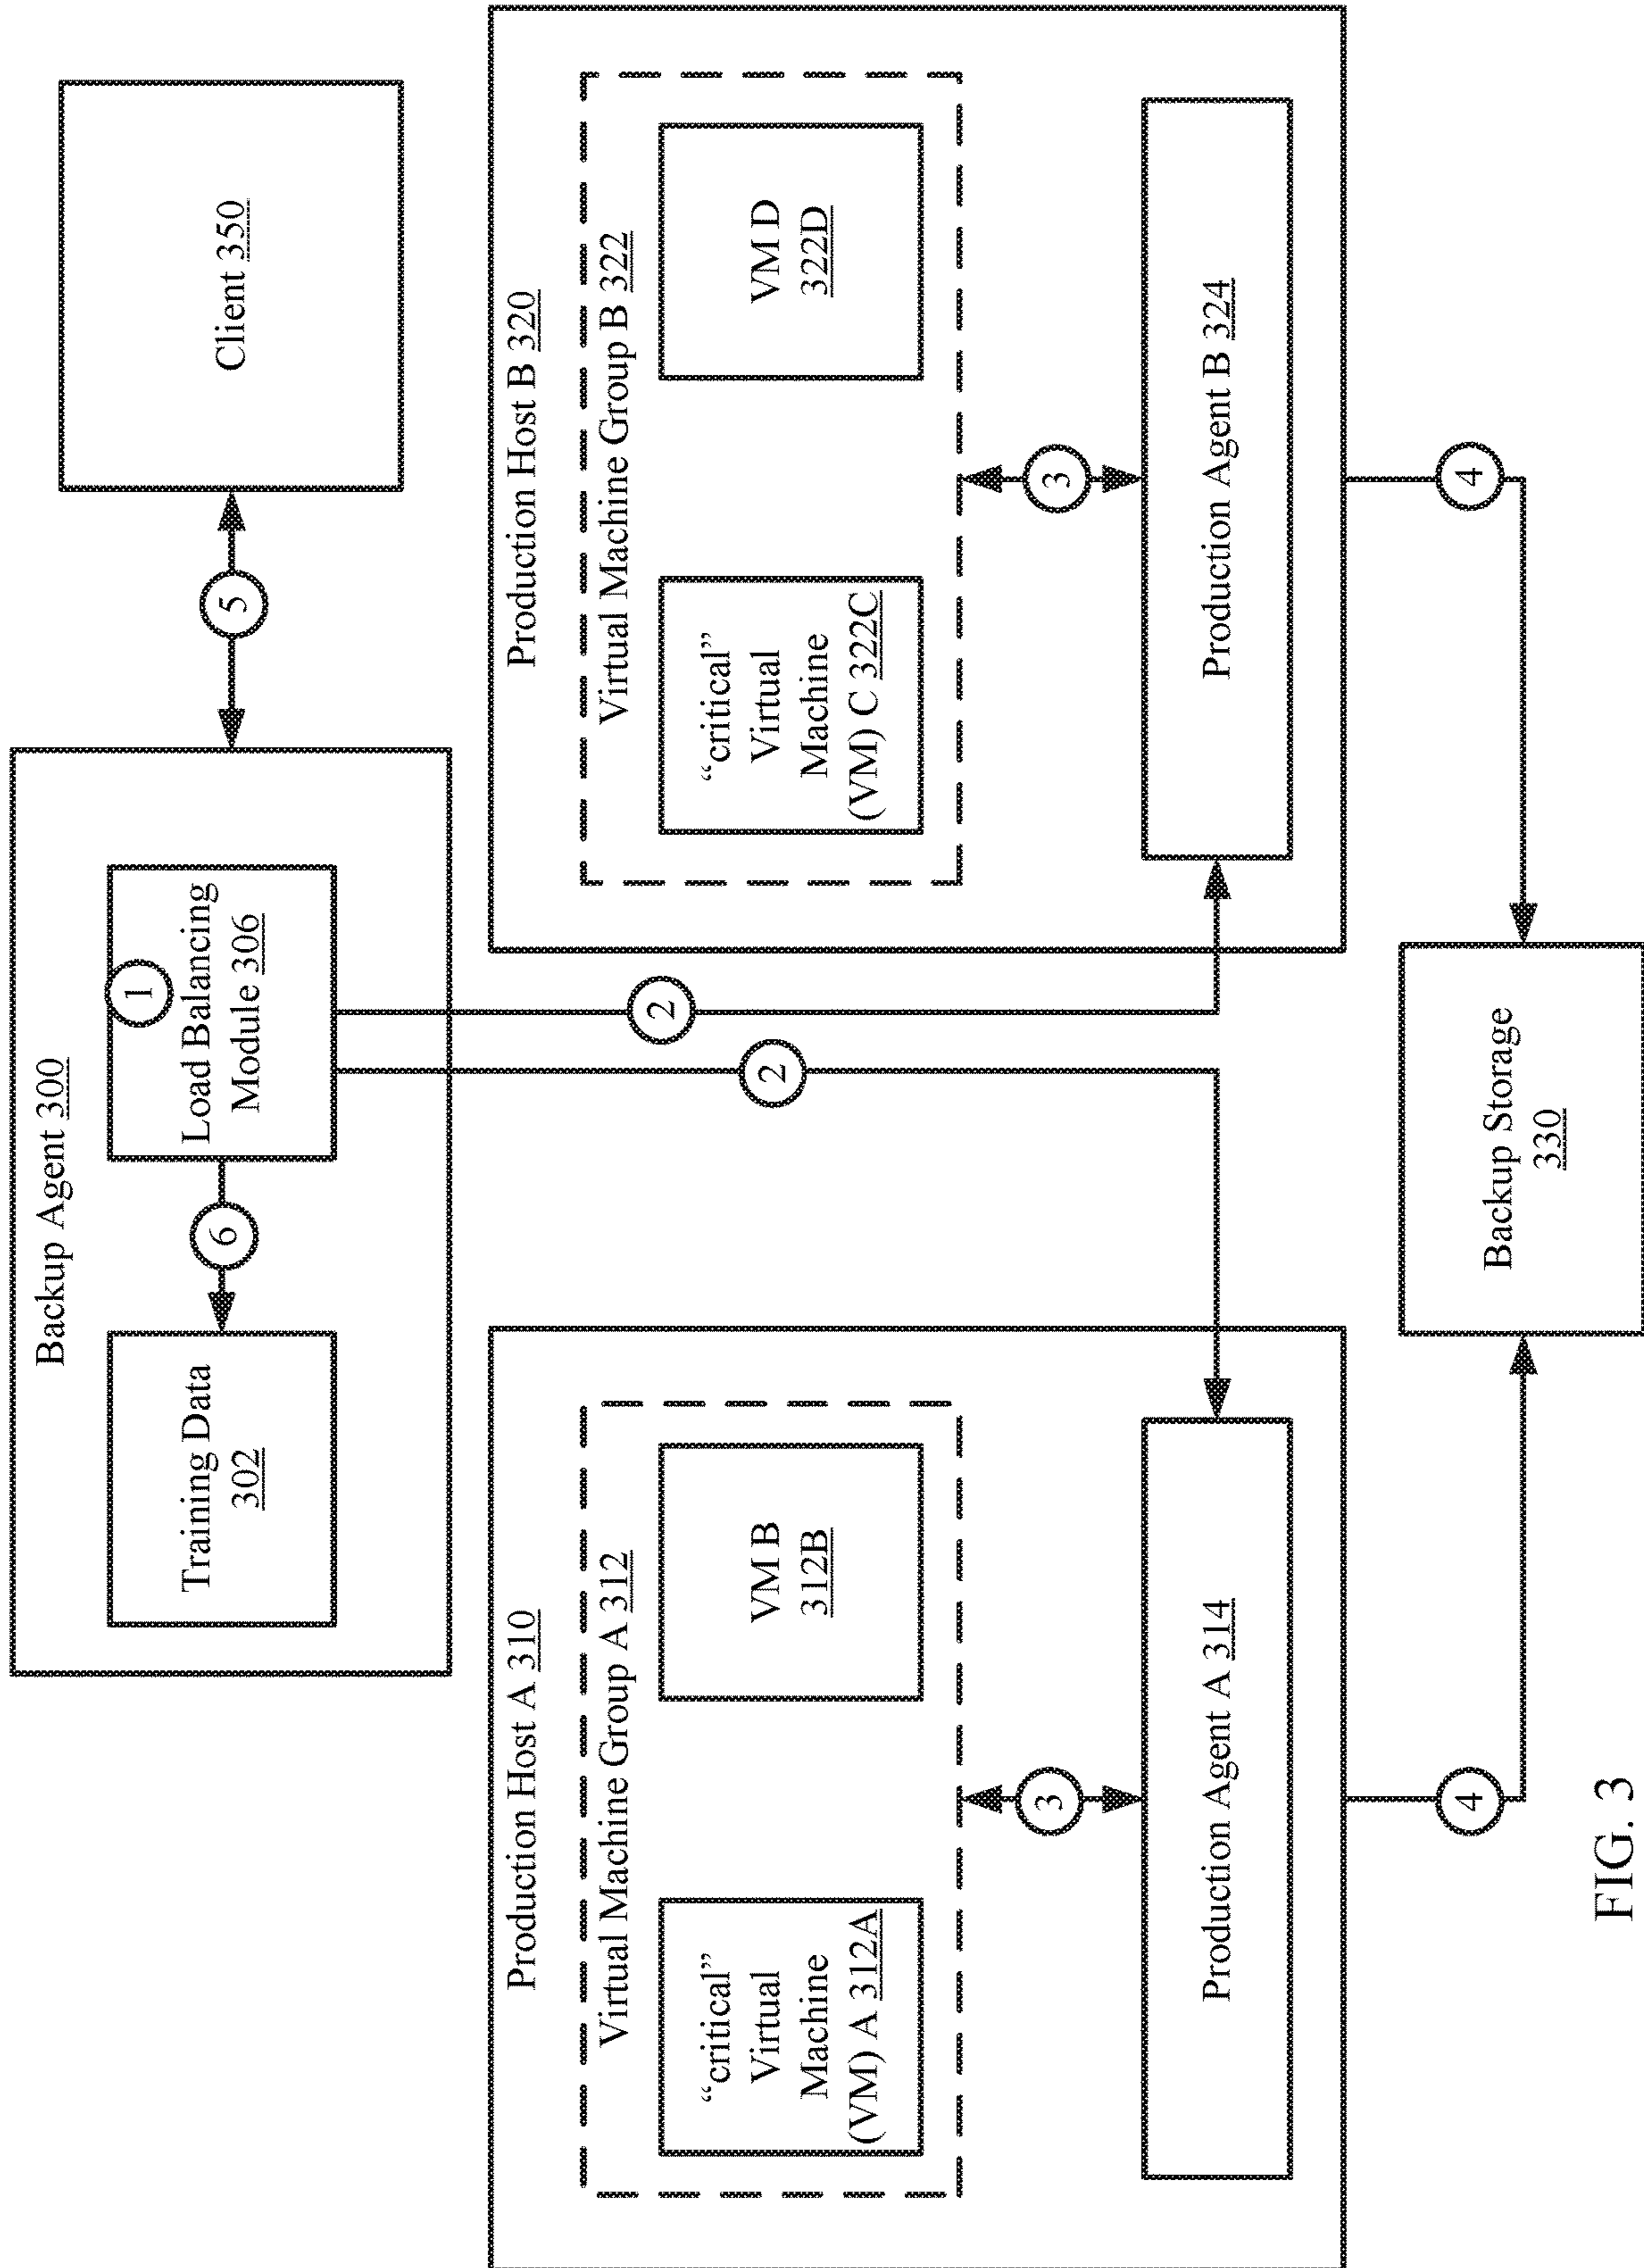 Backup Agent 300
Training Data
302
6
1
Load Balancing
Module 306
5
Client 350
2
2
Production Host A 310
Virtual Machine Group A 312
“critical”
Virtual
Machine
(VM) A 312A
VM B
312B
3
Production Agent A 314
4
Production Host B 320
Virtual Machine Group B 322
“critical”
Virtual
Machine
(VM) C 322C
VM D
322D
3
Production Agent B 324
4
Backup Storage
330
FIG. 3